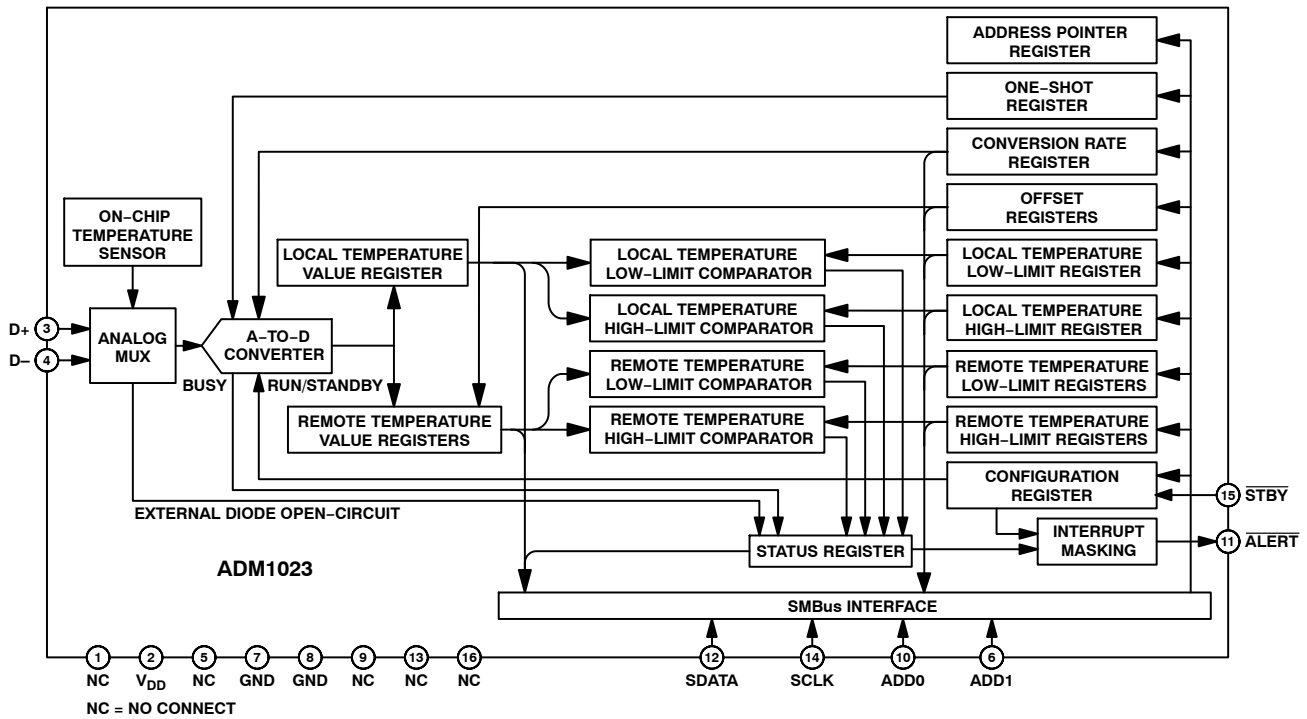 ADDRESS POINTER
REGISTER
ONE−SHOT
REGISTER
CONVERSION RATE
REGISTER
OFFSET
REGISTERS
ON−CHIP
TEMPERATURE
SENSOR
LOCAL TEMPERATURE
VALUE REGISTER
LOCAL TEMPERATURE
LOW−LIMIT COMPARATOR
LOCAL TEMPERATURE
LOW−LIMIT REGISTER
LOCAL TEMPERATURE
HIGH−LIMIT COMPARATOR
LOCAL TEMPERATURE
HIGH−LIMIT REGISTER
D+ 3
D− 4
ANALOG
MUX
A−TO−D
CONVERTER
BUSY
RUN/STANDBY
REMOTE TEMPERATURE
LOW−LIMIT COMPARATOR
REMOTE TEMPERATURE
LOW−LIMIT REGISTERS
REMOTE TEMPERATURE
VALUE REGISTERS
REMOTE TEMPERATURE
HIGH−LIMIT COMPARATOR
REMOTE TEMPERATURE
HIGH−LIMIT REGISTERS
CONFIGURATION
REGISTER
15 STBY
EXTERNAL DIODE OPEN−CIRCUIT
INTERRUPT
MASKING
11 ALERT
STATUS REGISTER
ADM1023
SMBus INTERFACE
1 2 5 7 8 9 13 16 12 14 10 6
NC VDD NC GND GND NC NC NC SDATA SCLK ADD0 ADD1
NC = NO CONNECT